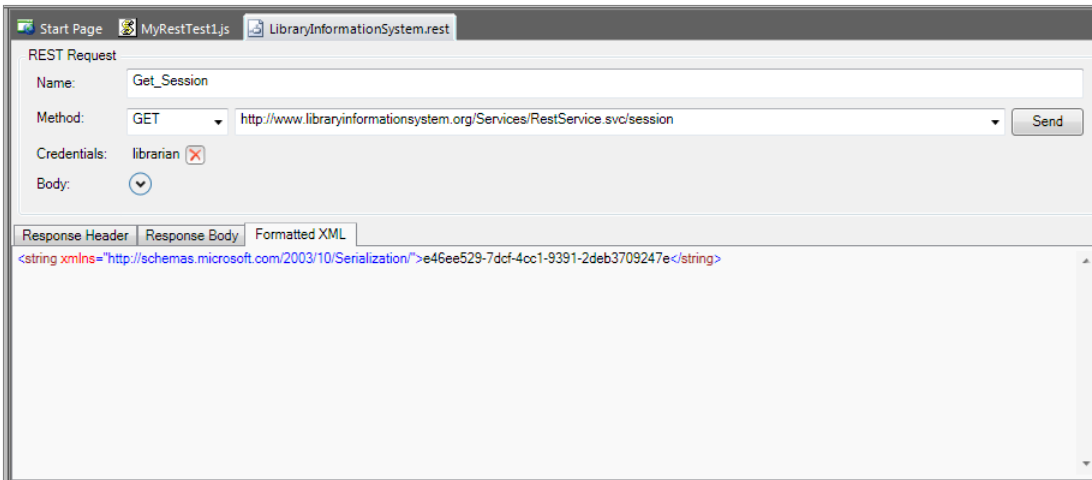 Start Page MyRestTest1.js LibraryInformationSystem.rest
REST Request
Name: Get_Session
Method: GET http://www.libraryinformationsystem.org/Services/RestService.svc/session Send
Credentials: librarian
Body:
Response Header Response Body Formatted XML
<string xmlns="http://schemas.microsoft.com/2003/10/Serialization/">e46ee529-7dcf-4cc1-9391-2deb3709247e</string>